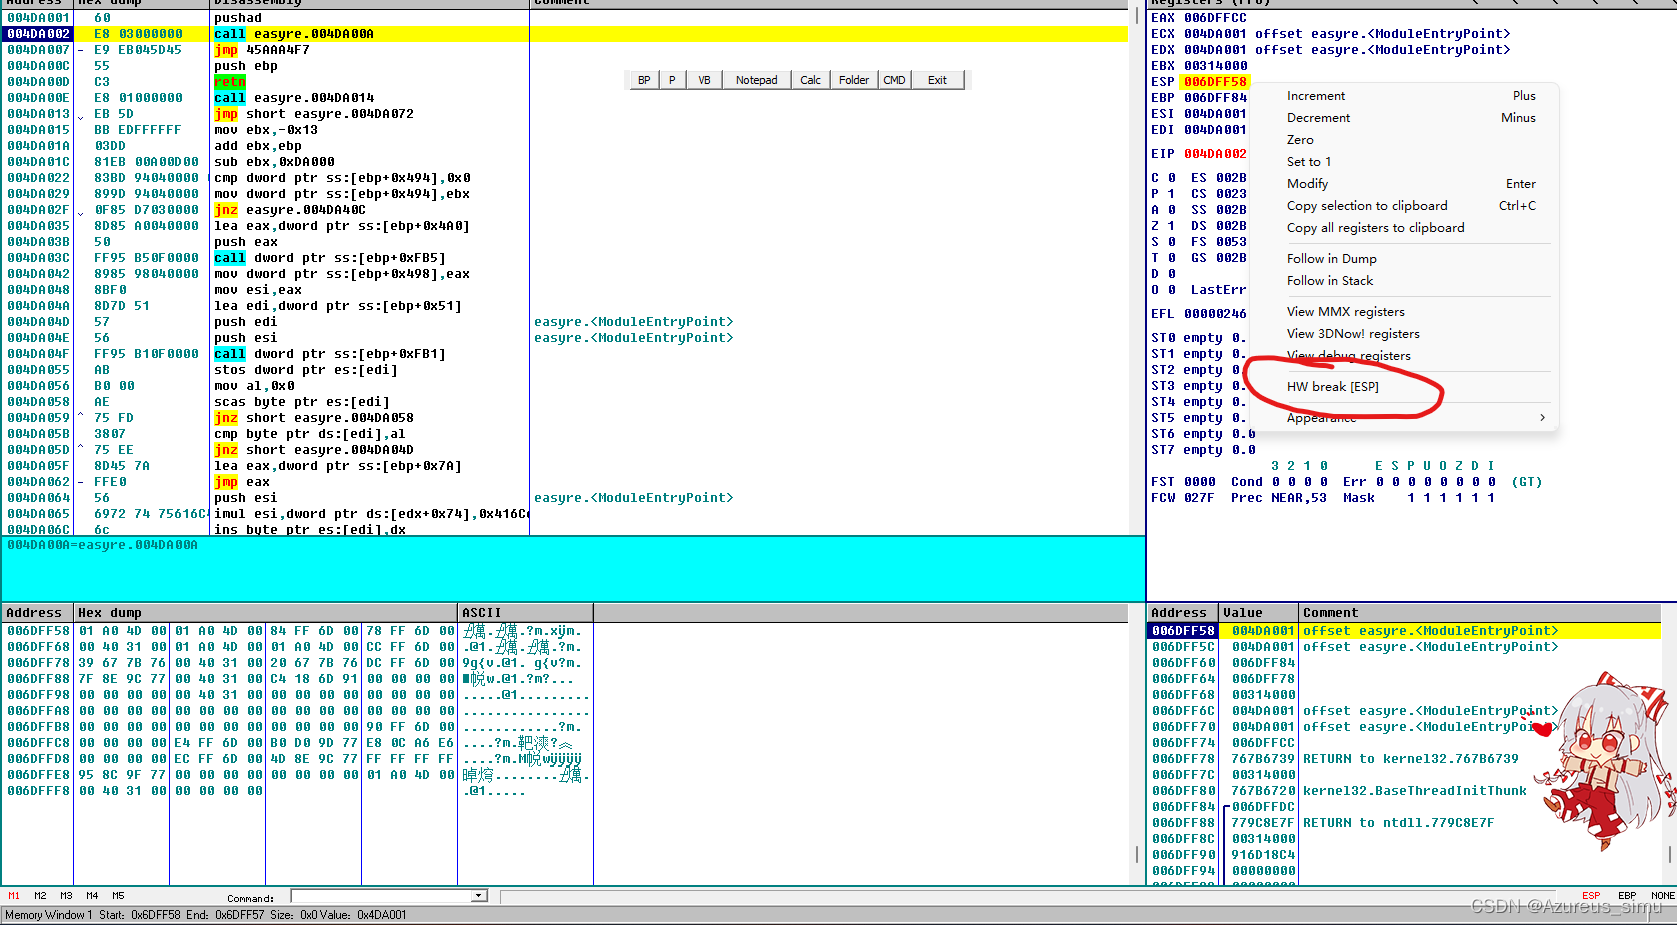 Address Hex dump Disassembly Comment
004DA001 60 pushad
004DA002 E8 03000000 call easyre.004DA00A
004DA007 - E9 EB045D45 jmp 45AAA4F7
004DA00C 55 push ebp
004DA00D C3 retn
004DA00E E8 01000000 call easyre.004DA014
004DA013 EB 5D jmp short easyre.004DA072
004DA015 BB EDFFFFFF mov ebx,-0x13
004DA01A 03DD add ebx,ebp
004DA01C 81EB 00A00D00 sub ebx,0xDA000
004DA022 83BD 94040000 cmp dword ptr ss:[ebp+0x494],0x0
004DA029 899D 94040000 mov dword ptr ss:[ebp+0x494],ebx
004DA02F 0F85 D7030000 jnz easyre.004DA40C
004DA035 8D85 A0040000 lea eax,dword ptr ss:[ebp+0x4A0]
004DA03B 50 push eax
004DA03C FF95 B50F0000 call dword ptr ss:[ebp+0xFB5]
004DA042 8985 98040000 mov dword ptr ss:[ebp+0x498],eax
004DA048 8BF0 mov esi,eax
004DA04A 8D7D 51 lea edi,dword ptr ss:[ebp+0x51]
004DA04D 57 push edi easyre.<ModuleEntryPoint>
004DA04E 56 push esi easyre.<ModuleEntryPoint>
004DA04F FF95 B10F0000 call dword ptr ss:[ebp+0xFB1]
004DA055 AB stos dword ptr es:[edi]
004DA056 B0 00 mov al,0x0
004DA058 AE scas byte ptr es:[edi]
004DA059 ^ 75 FD jnz short easyre.004DA058
004DA05B 3807 cmp byte ptr ds:[edi],al
004DA05D ^ 75 EE jnz short easyre.004DA04D
004DA05F 8D45 7A lea eax,dword ptr ss:[ebp+0x7A]
004DA062 - FFE0 jmp eax
004DA064 56 push esi easyre.<ModuleEntryPoint>
004DA065 6972 74 75616C4 imul esi,dword ptr ds:[edx+0x74],0x416C6
004DA06C 6c ins byte ptr es:[edi],dx
004DA00A=easyre.004DA00A
BP P VB Notepad Calc Folder CMD Exit
Registers (FPU)
EAX 006DFFCC
ECX 004DA001 offset easyre.<ModuleEntryPoint>
EDX 004DA001 offset easyre.<ModuleEntryPoint>
EBX 00314000
ESP 006DFF58
EBP 006DFF84
ESI 004DA001
EDI 004DA001
EIP 004DA002
C 0 ES 002B
P 1 CS 0023
A 0 SS 002B
Z 1 DS 002B
S 0 FS 0053
T 0 GS 002B
D 0
O 0 LastErr
EFL 00000246
ST0 empty 0.
ST1 empty 0.
ST2 empty 0.
ST3 empty 0.
ST4 empty 0.
ST5 empty 0.
ST6 empty 0.0
ST7 empty 0.0
3 2 1 0 E S P U O Z D I
FST 0000 Cond 0 0 0 0 Err 0 0 0 0 0 0 0 0 (GT)
FCW 027F Prec NEAR,53 Mask 1 1 1 1 1 1
Increment Plus
Decrement Minus
Zero
Set to 1
Modify Enter
Copy selection to clipboard Ctrl+C
Copy all registers to clipboard
Follow in Dump
Follow in Stack
View MMX registers
View 3DNow! registers
View debug registers
HW break [ESP]
Appearance >
Address Hex dump ASCII
006DFF58 01 A0 4D 00 01 A0 4D 00 84 FF 6D 00 78 FF 6D 00
006DFF68 00 40 31 00 01 A0 4D 00 01 A0 4D 00 CC FF 6D 00
006DFF78 39 67 7B 76 00 40 31 00 20 67 7B 76 DC FF 6D 00 9g{v.@1. g{v?m.
006DFF88 7F 8E 9C 77 00 40 31 00 C4 18 6D 91 00 00 00 00
006DFF98 00 00 00 00 00 40 31 00 00 00 00 00 00 00 00 00 .....@1.........
006DFFA8 00 00 00 00 00 00 00 00 00 00 00 00 00 00 00 00 ................
006DFFB8 00 00 00 00 00 00 00 00 00 00 00 00 90 FF 6D 00 ............?m.
006DFFC8 00 00 00 00 E4 FF 6D 00 B0 D0 9D 77 E8 0C A6 E6
006DFFD8 00 00 00 00 EC FF 6D 00 4D 8E 9C 77 FF FF FF FF
006DFFE8 95 8C 9F 77 00 00 00 00 00 00 00 00 01 A0 4D 00
006DFFF8 00 40 31 00 00 00 00 00 .@1.....
Address Value Comment
006DFF58 004DA001 offset easyre.<ModuleEntryPoint>
006DFF5C 004DA001 offset easyre.<ModuleEntryPoint>
006DFF60 006DFF84
006DFF64 006DFF78
006DFF68 00314000
006DFF6C 004DA001 offset easyre.<ModuleEntryPoint>
006DFF70 004DA001 offset easyre.<ModuleEntryPoint>
006DFF74 006DFFCC
006DFF78 767B6739 RETURN to kernel32.767B6739
006DFF7C 00314000
006DFF80 767B6720 kernel32.BaseThreadInitThunk
006DFF84 006DFFDC
006DFF88 779C8E7F RETURN to ntdll.779C8E7F
006DFF8C 00314000
006DFF90 916D18C4
006DFF94 00000000
M1 M2 M3 M4 M5 Command: ESP EBP NONE
Memory Window 1 Start: 0x6DFF58 End: 0x6DFF57 Size: 0x0 Value: 0x4DA001
CSDN @Azureus_simu